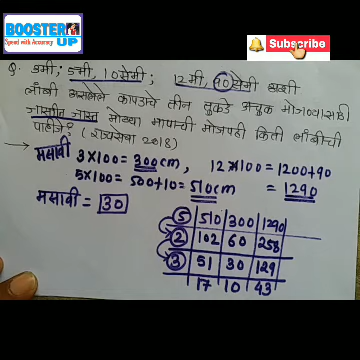 BOOSTER
Speed with Accuracy UP
Subscribe
Q. 3मी, 5मी, 10सेमी ; 12 मी, 90सेमी अशी
लांबी असलेले कापडाचे तीन तुकडे अचूक मोजण्यासाठी
जास्तीत जास्त मोठ्या मापाची मोजपट्टी किती लांबीची
पाहीजे ? (राज्यसेवा 2018)
→ मसावी 3×100 = 300cm, 12×100 = 1200+90
5×100 = 500+10 = 510cm = 1290
मसावी = 30
5 510 300 1290
2 102 60 258
3 51 30 129
17 10 43